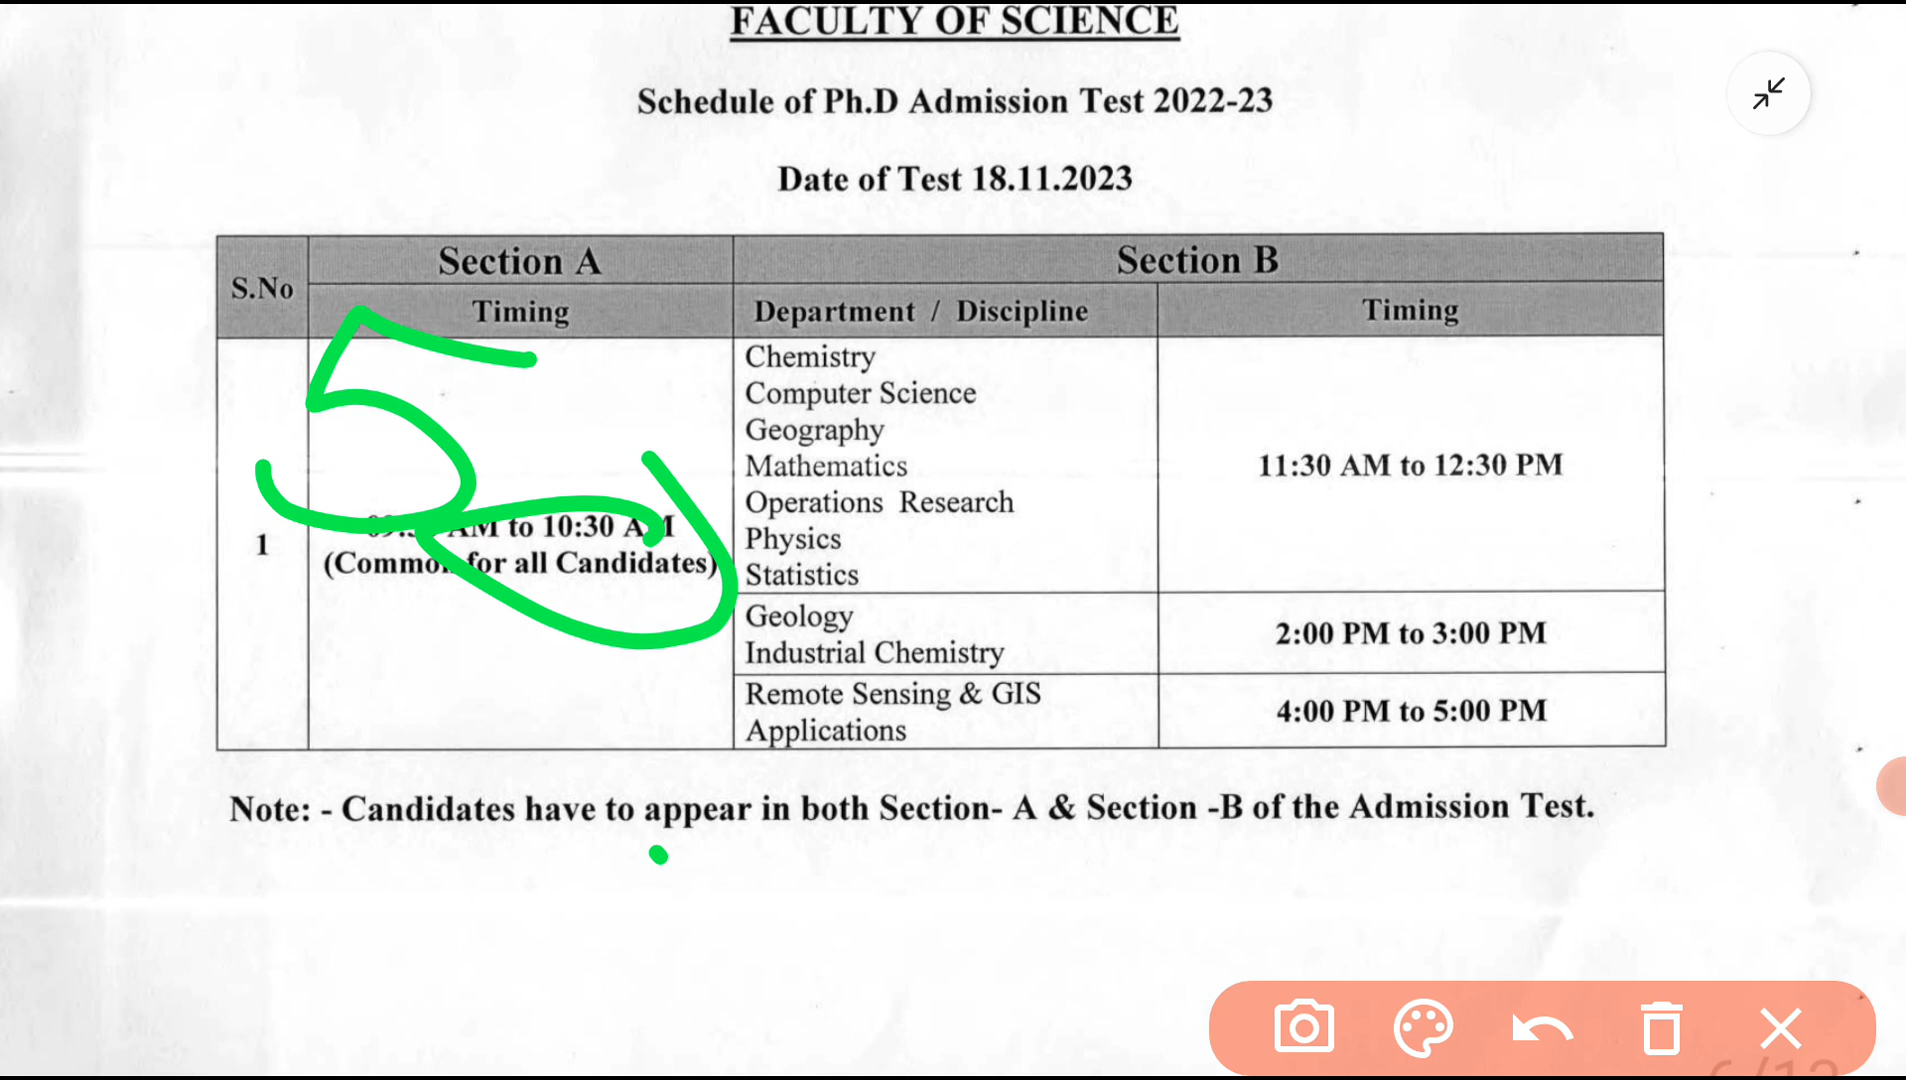 FACULTY OF SCIENCE
Schedule of Ph.D Admission Test 2022-23
Date of Test 18.11.2023
S.No
Section A
Section B
Timing
Department / Discipline
Timing
1
to 10:30 AM
for all Candidates)
Chemistry
Computer Science
Geography
Mathematics
Operations Research
Physics
Statistics
11:30 AM to 12:30 PM
Geology
Industrial Chemistry
2:00 PM to 3:00 PM
Remote Sensing & GIS
Applications
4:00 PM to 5:00 PM
Note: - Candidates have to appear in both Section- A & Section -B of the Admission Test.
50